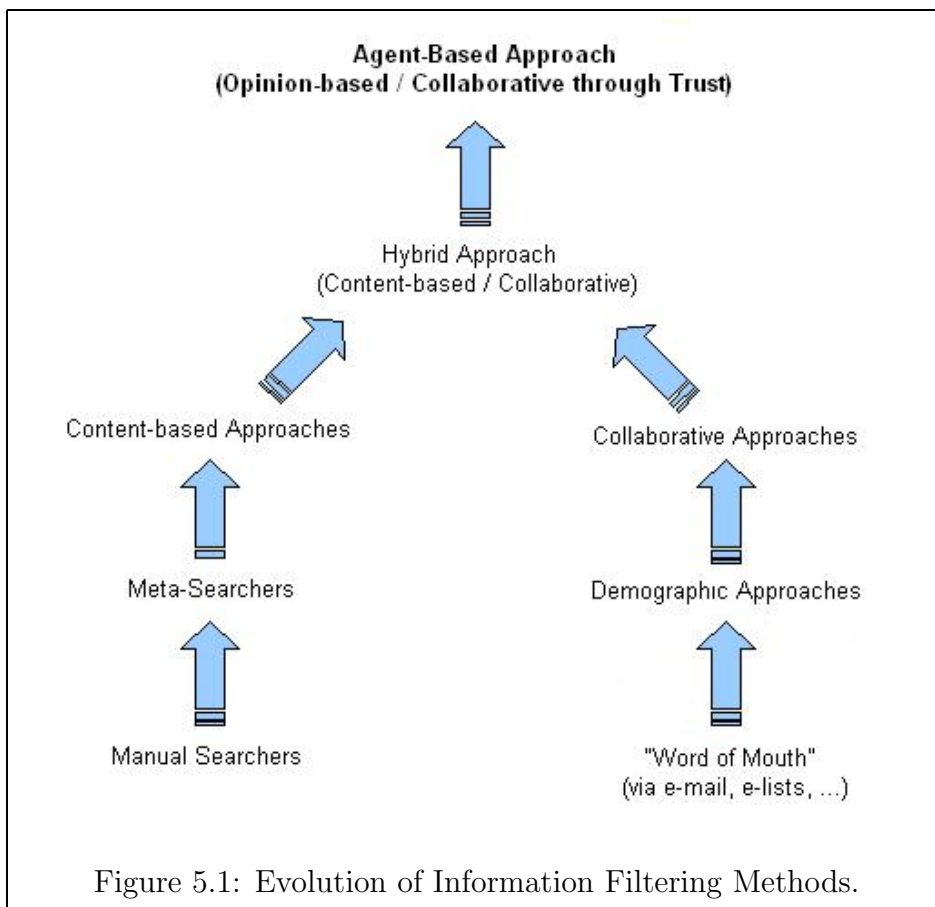 Agent-Based Approach
(Opinion-based / Collaborative through Trust)
Hybrid Approach
(Content-based / Collaborative)
Content-based Approaches
Collaborative Approaches
Meta-Searchers
Demographic Approaches
Manual Searchers
"Word of Mouth"
(via e-mail, e-lists, ...)
Figure 5.1: Evolution of Information Filtering Methods.